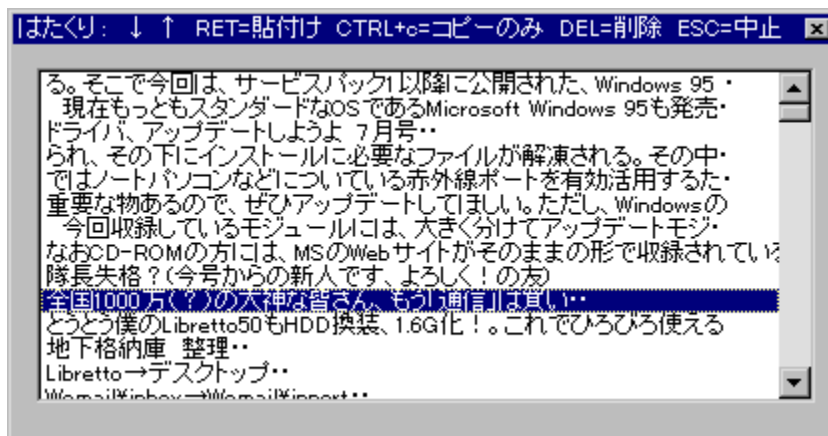 はたくり: ↓ ↑ RET=貼付け CTRL+c=コピーのみ DEL=削除 ESC=中止
る。そこで今回は、サービスパック1以降に公開された、Windows 95 ・
現在もっともスタンダードなOSであるMicrosoft Windows 95も発売・
ドライバ、アップデートしようよ 7月号・・
られ、その下にインストールに必要なファイルが解凍される。その中・
ではノートパソコンなどについている赤外線ポートを有効活用するた・
重要な物あるので、ぜひアップデートしてほしい。ただし、Windowsの
今回収録しているモジュールには、大きく分けてアップデートモジ・
なおCD-ROMの方には、MSのWebサイトがそのままの形で収録されている
隊長失格？(今号からの新人です、よろしく！の友)
全国1000万(？)の大神な皆さん、もう「通信」は買い・・
とうとう僕のLibretto50もHDD換装、1.6G化！。これでひろびろ使える
地下格納庫 整理・・
Libretto→デスクトップ・・
Wemail¥inbox→Wemail¥inport・・